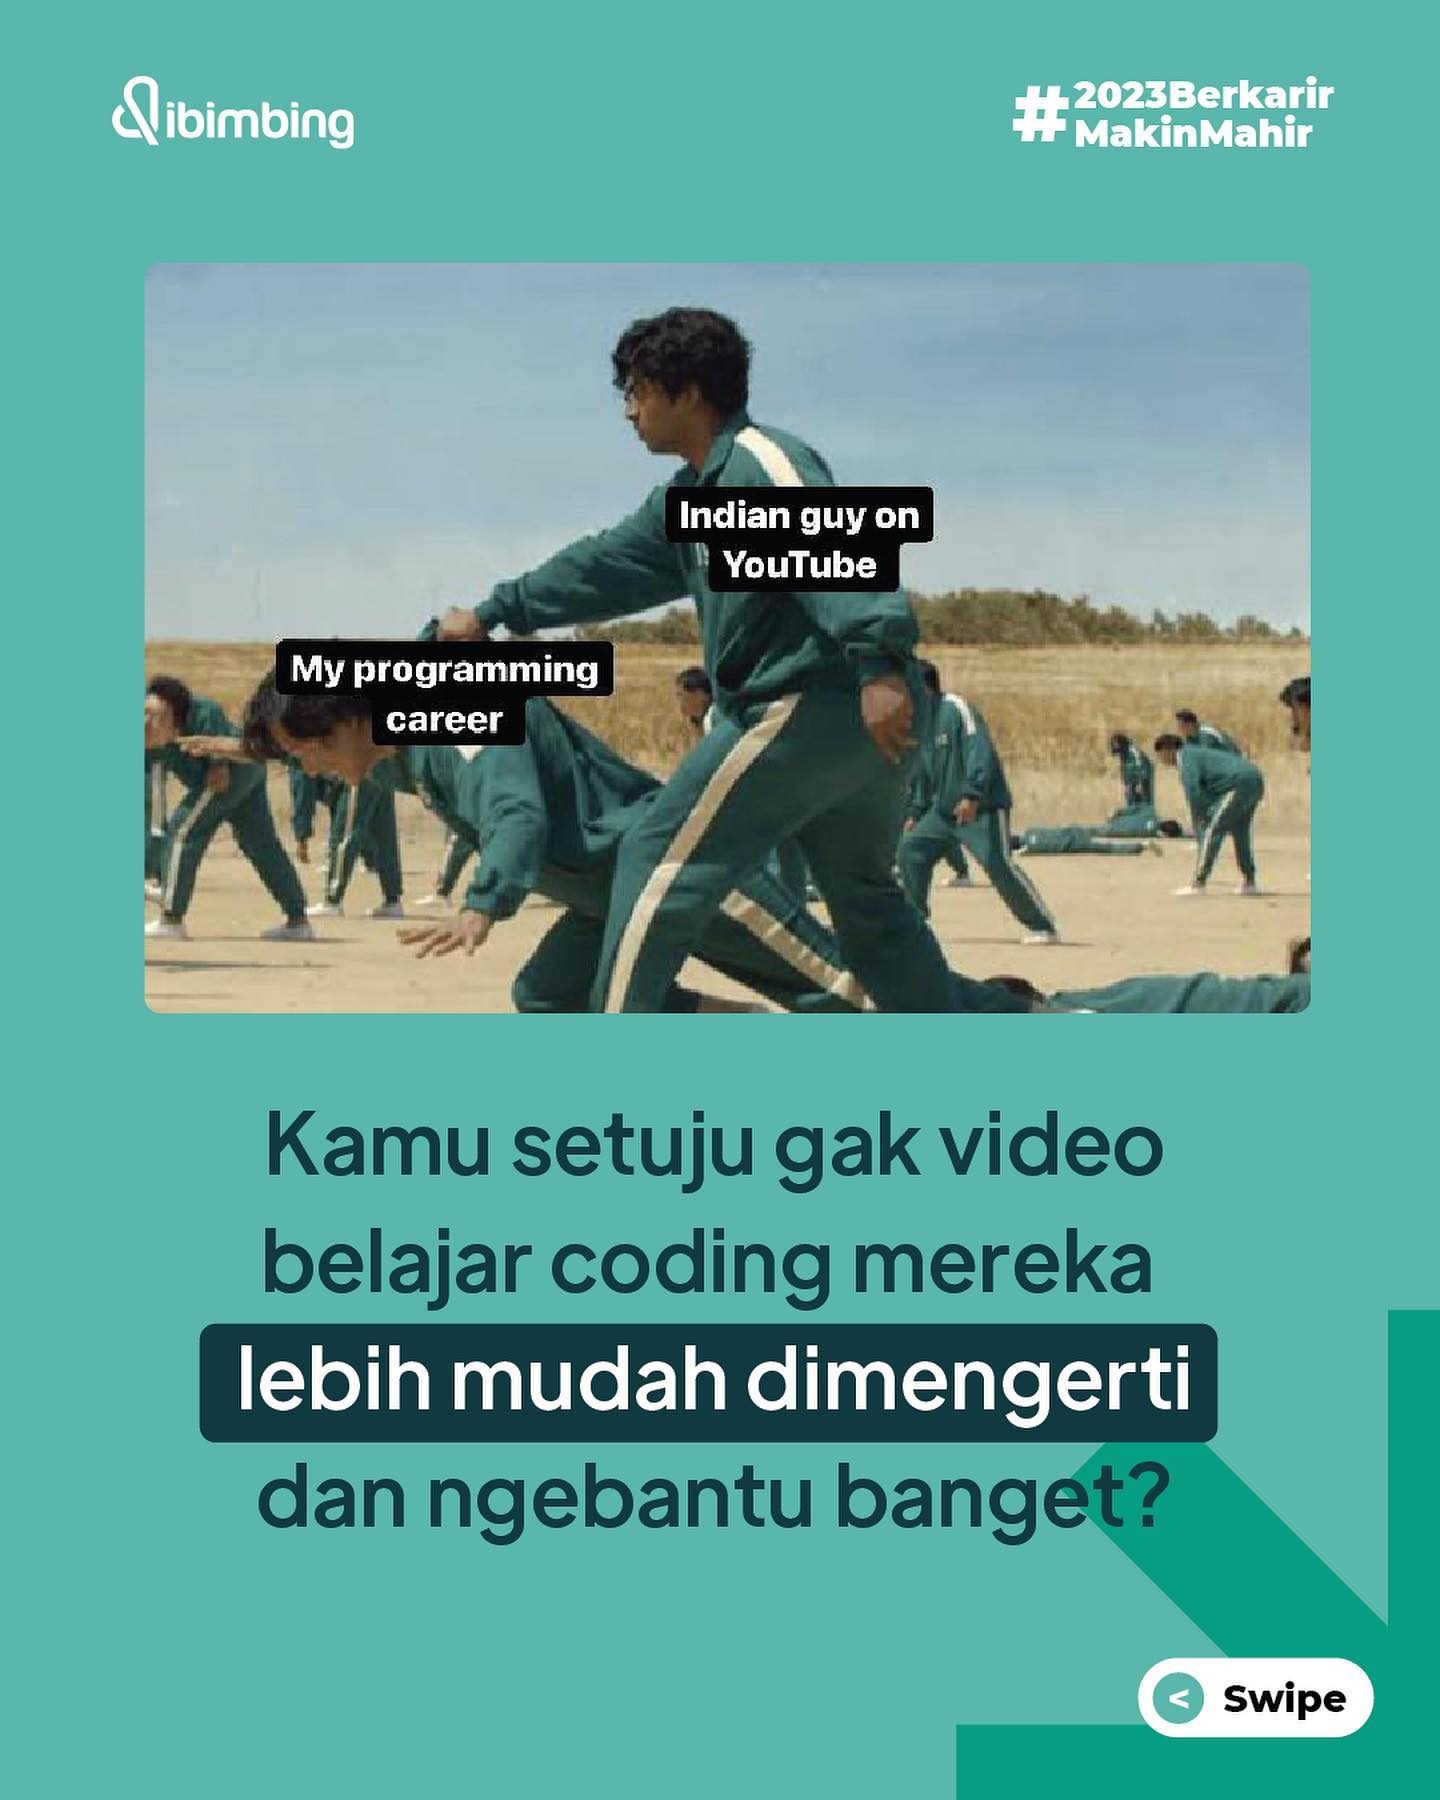 ibimbing
#2023Berkarir
MakinMahir
Indian guy on
YouTube
My programming
career
Kamu setuju gak video
belajar coding mereka
lebih mudah dimengerti
dan ngebantu banget?
< Swipe